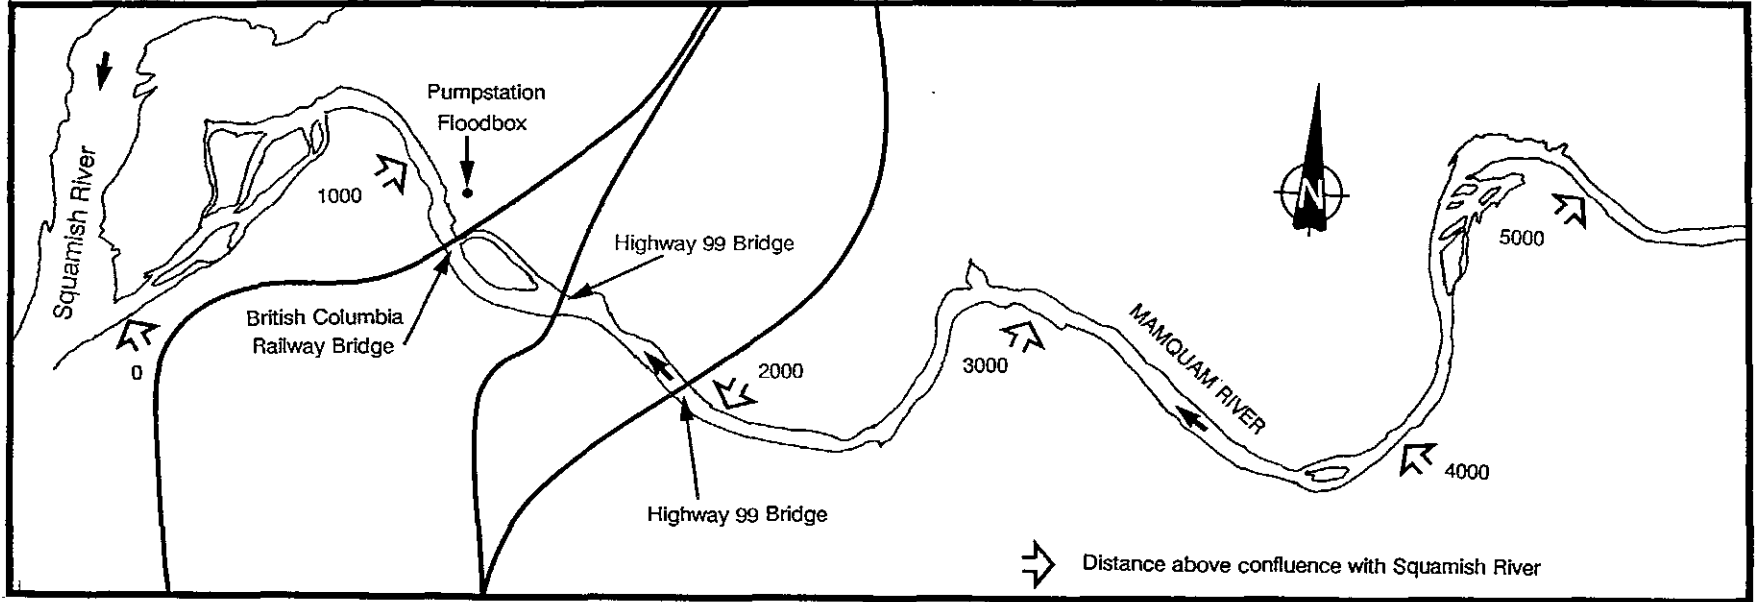 Pumpstation
Floodbox
Squamish River
1000
N
5000
Highway 99 Bridge
British Columbia
Railway Bridge
MAMQUAM RIVER
0
2000
3000
4000
Highway 99 Bridge
Distance above confluence with Squamish River